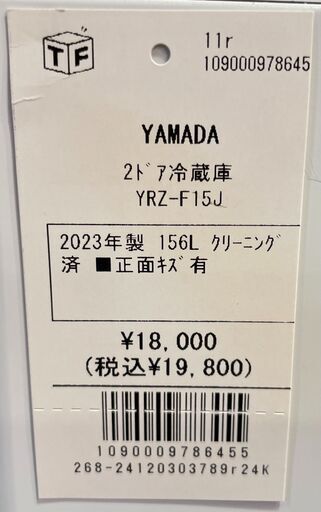 TF
11r
109000978645
YAMADA
2ﾄﾞｱ冷蔵庫
YRZ-F15J
2023年製 156L ｸﾘｰﾆﾝｸﾞ
済 ■正面ｷｽﾞ有
¥18,000
(税込¥19,800)
1090009786455
268-24120303789r24K